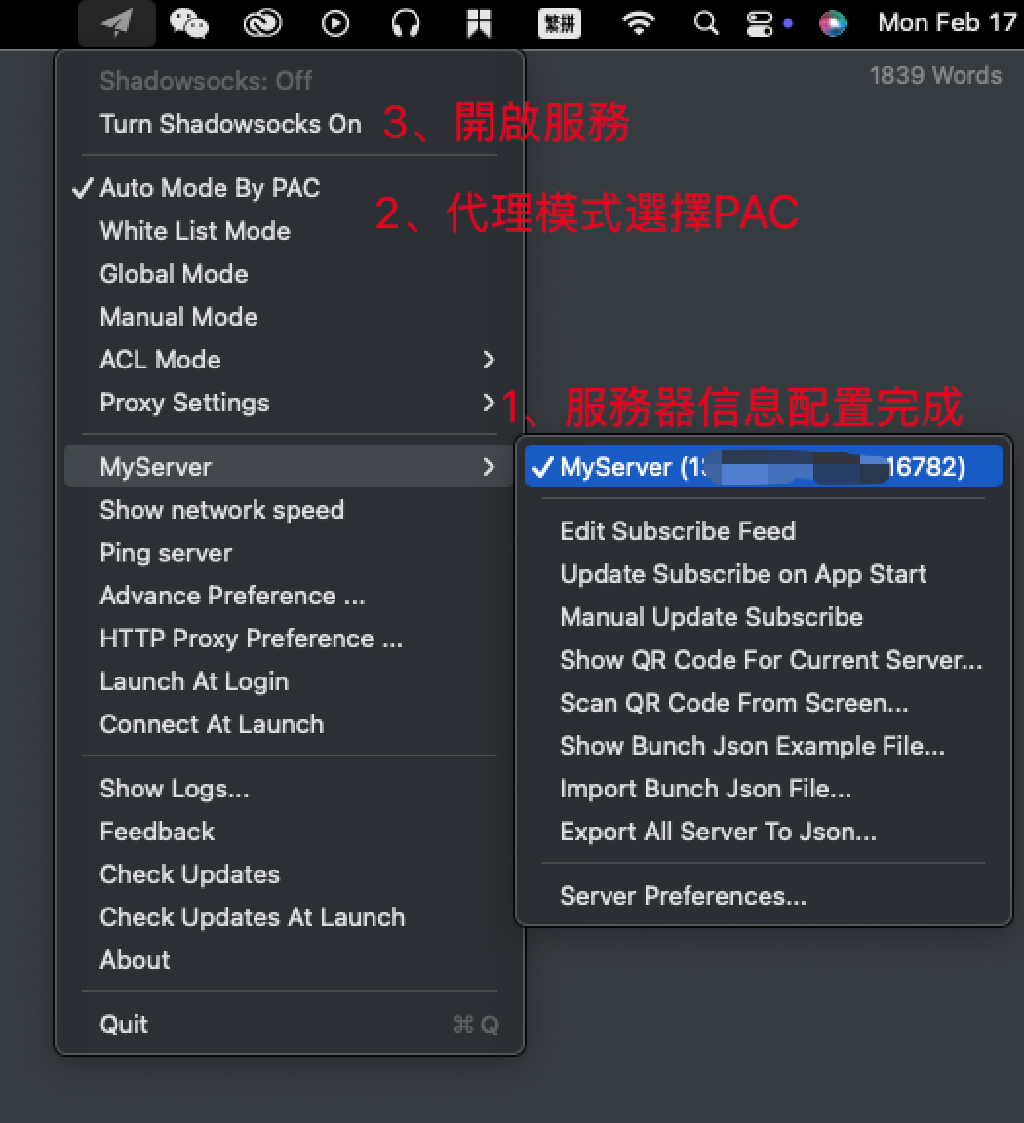 繁拼
Mon Feb 17
1839 Words
Shadowsocks: Off
Turn Shadowsocks On
3、開啟服務
Auto Mode By PAC
2、代理模式選擇PAC
White List Mode
Global Mode
Manual Mode
ACL Mode
Proxy Settings
1、服務器信息配置完成
MyServer
Show network speed
Ping server
Advance Preference ...
HTTP Proxy Preference ...
Launch At Login
Connect At Launch
Show Logs...
Feedback
Check Updates
Check Updates At Launch
About
Quit ⌘ Q
MyServer (13 16782)
Edit Subscribe Feed
Update Subscribe on App Start
Manual Update Subscribe
Show QR Code For Current Server...
Scan QR Code From Screen...
Show Bunch Json Example File...
Import Bunch Json File...
Export All Server To Json...
Server Preferences...